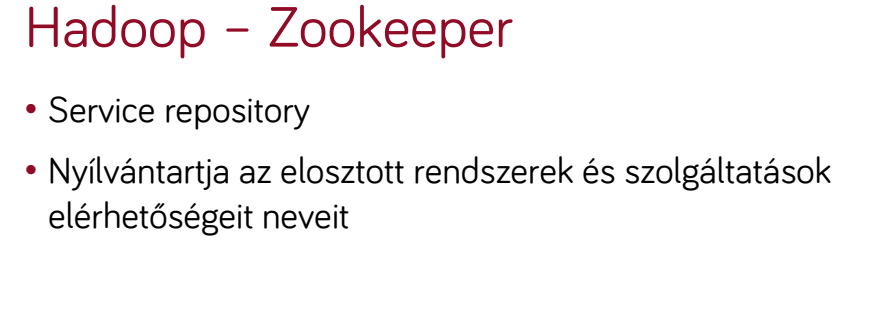 Hadoop – Zookeeper
• Service repository
• Nyílvántartja az elosztott rendszerek és szolgáltatások
elérhetőségeit neveit